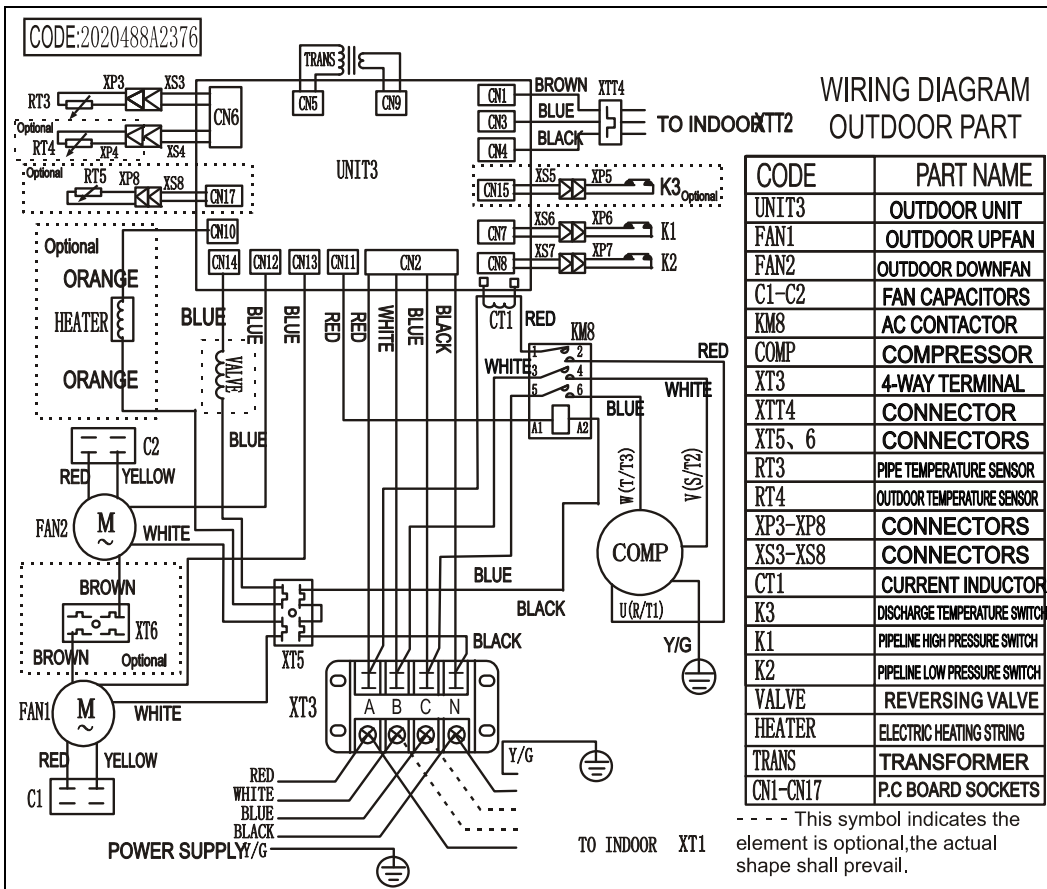 CODE:2020488A2376
WIRING DIAGRAM
OUTDOOR PART
TRANS
CN5
CN9
UNIT3
RT3
XP3
XS3
CN6
Optional
RT4
XP4
XS4
Optional
RT5
XP8
XS8
CN17
CN10
CN14
CN12
CN13
CN11
CN2
CN1
BROWN
XTT4
CN3
BLUE
TO INDOOR XTT2
CN4
BLACK
CN15
XS5
XP5
K3
Optional
CN7
XS6
XP6
K1
CN8
XS7
XP7
K2
CT1
Optional
ORANGE
HEATER
ORANGE
BLUE
VALVE
BLUE
BLUE
BLUE
RED
RED
WHITE
BLUE
BLACK
RED
KM8
1
2
RED
WHITE
3
4
WHITE
5
6
BLUE
A1
A2
W(T/T3)
V(S/T2)
COMP
U(R/T1)
Y/G
C2
RED
YELLOW
FAN2
M
~
WHITE
BROWN
XT6
BROWN
Optional
FAN1
M
~
WHITE
RED
YELLOW
C1
XT5
BLUE
BLACK
BLACK
XT3
A
B
C
N
Y/G
RED
WHITE
BLUE
BLACK
POWER SUPPLY
Y/G
TO INDOOR XT1
CODE PART NAME
UNIT3 OUTDOOR UNIT
FAN1 OUTDOOR UPFAN
FAN2 OUTDOOR DOWNFAN
C1-C2 FAN CAPACITORS
KM8 AC CONTACTOR
COMP COMPRESSOR
XT3 4-WAY TERMINAL
XTT4 CONNECTOR
XT5、6 CONNECTORS
RT3 PIPE TEMPERATURE SENSOR
RT4 OUTDOOR TEMPERATURE SENSOR
XP3-XP8 CONNECTORS
XS3-XS8 CONNECTORS
CT1 CURRENT INDUCTOR
K3 DISCHARGE TEMPERATURE SWITCH
K1 PIPELINE HIGH PRESSURE SWITCH
K2 PIPELINE LOW PRESSURE SWITCH
VALVE REVERSING VALVE
HEATER ELECTRIC HEATING STRING
TRANS TRANSFORMER
CN1-CN17 P.C BOARD SOCKETS
- - - - This symbol indicates the
element is optional,the actual
shape shall prevail.